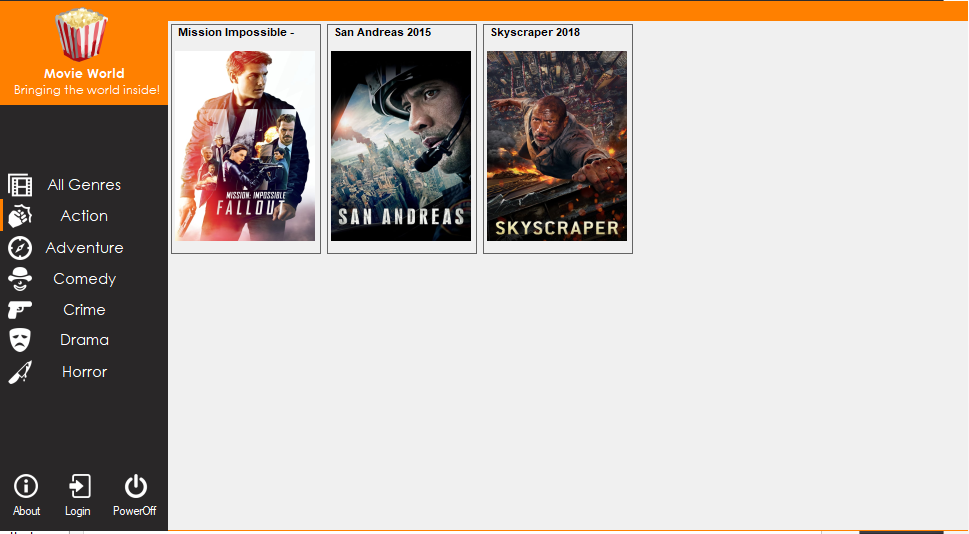 Movie World
Bringing the world inside!
All Genres
Action
Adventure
Comedy
Crime
Drama
Horror
About
Login
PowerOff
Mission Impossible -
MISSION: IMPOSSIBLE
FALLOUT
San Andreas 2015
SAN ANDREAS
Skyscraper 2018
SKYSCRAPER